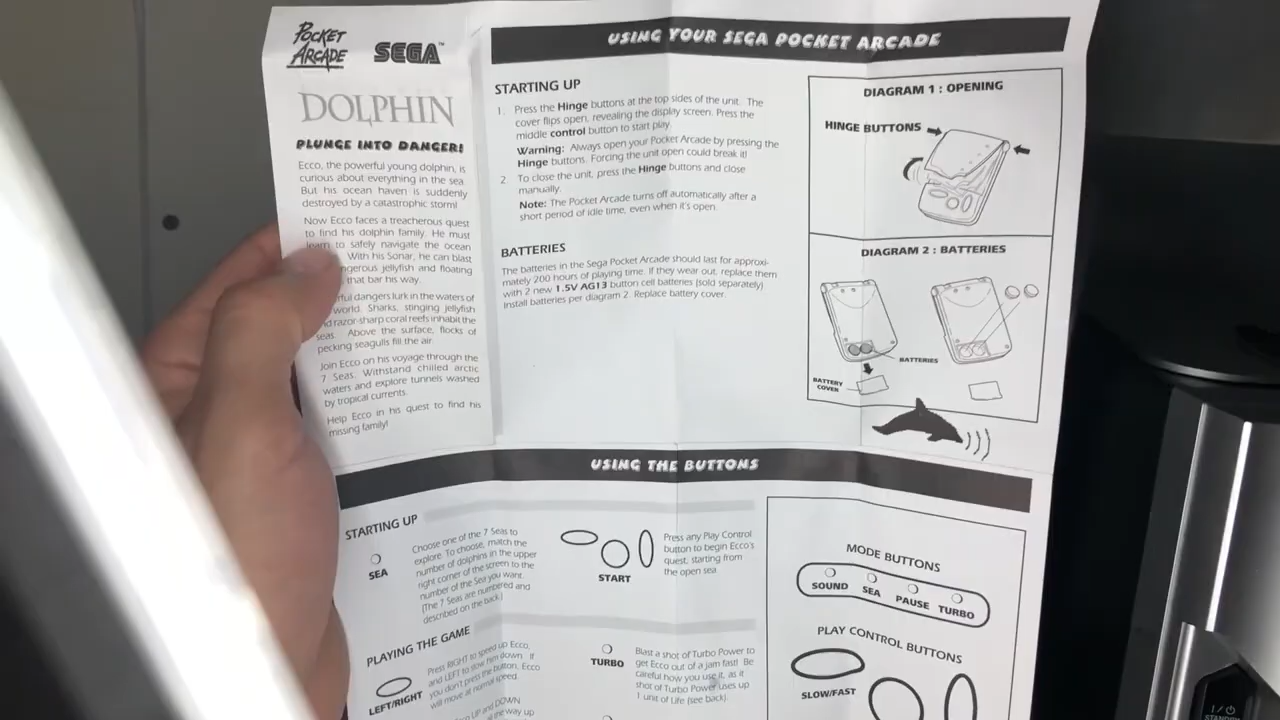 POCKET
ARCADE
SEGA™
DOLPHIN
PLUNGE INTO DANGER!
Ecco, the powerful young dolphin, is
curious about everything in the sea.
But his ocean haven is suddenly
destroyed by a catastrophic storm!
Now Ecco faces a treacherous quest
to find his dolphin family. He must
learn to safely navigate the ocean
With his Sonar, he can blast
ngerous jellyfish and floating
that bar his way.
ful dangers lurk in the waters of
world. Sharks, stinging jellyfish
nd razor-sharp coral reefs inhabit the
seas. Above the surface, flocks of
pecking seagulls fill the air.
Join Ecco on his voyage through the
7 Seas. Withstand chilled arctic
waters and explore tunnels washed
by tropical currents.
Help Ecco in his quest to find his
missing family!
USING YOUR SEGA POCKET ARCADE
STARTING UP
1. Press the Hinge buttons at the top sides of the unit. The
cover flips open, revealing the display screen. Press the
middle control button to start play.
Warning: Always open your Pocket Arcade by pressing the
Hinge buttons. Forcing the unit open could break it!
2. To close the unit, press the Hinge buttons and close
manually.
Note: The Pocket Arcade turns off automatically after a
short period of idle time, even when it's open.
BATTERIES
The batteries in the Sega Pocket Arcade should last for approxi-
mately 200 hours of playing time. If they wear out, replace them
with 2 new 1.5V AG13 button cell batteries (sold separately)
Install batteries per diagram 2. Replace battery cover.
DIAGRAM 1 : OPENING
HINGE BUTTONS
DIAGRAM 2 : BATTERIES
BATTERIES
BATTERY
COVER
USING THE BUTTONS
STARTING UP
SEA
Choose one of the 7 Seas to
explore. To choose, match the
number of dolphins in the upper
right corner of the screen to the
number of the Sea you want.
(The 7 Seas are numbered and
described on the back.)
START
Press any Play Control
button to begin Ecco's
quest, starting from
the open sea.
PLAYING THE GAME
LEFT/RIGHT
Press RIGHT to speed up Ecco,
and LEFT to slow him down. If
you don't press the button, Ecco
will move at normal speed.
UP and DOWN
the way up
TURBO
Blast a shot of Turbo Power to
get Ecco out of a jam fast! Be
careful how you use it, as it
shot of Turbo Power uses up
1 unit of Life (see back).
MODE BUTTONS
SOUND SEA PAUSE TURBO
PLAY CONTROL BUTTONS
SLOW/FAST
I/⏻